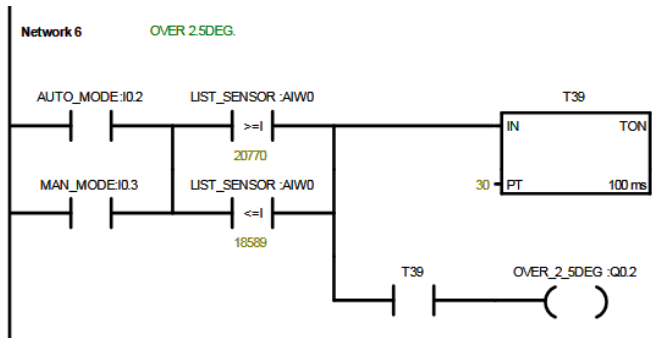 Network 6 OVER 2.5DEG.
AUTO_MODE:I0.2 LIST_SENSOR :AIW0 T39
>=I IN TON
20770
MAN_MODE:I0.3 LIST_SENSOR :AIW0 30 PT 100 ms
<=I
18589
T39 OVER_2_5DEG :Q0.2